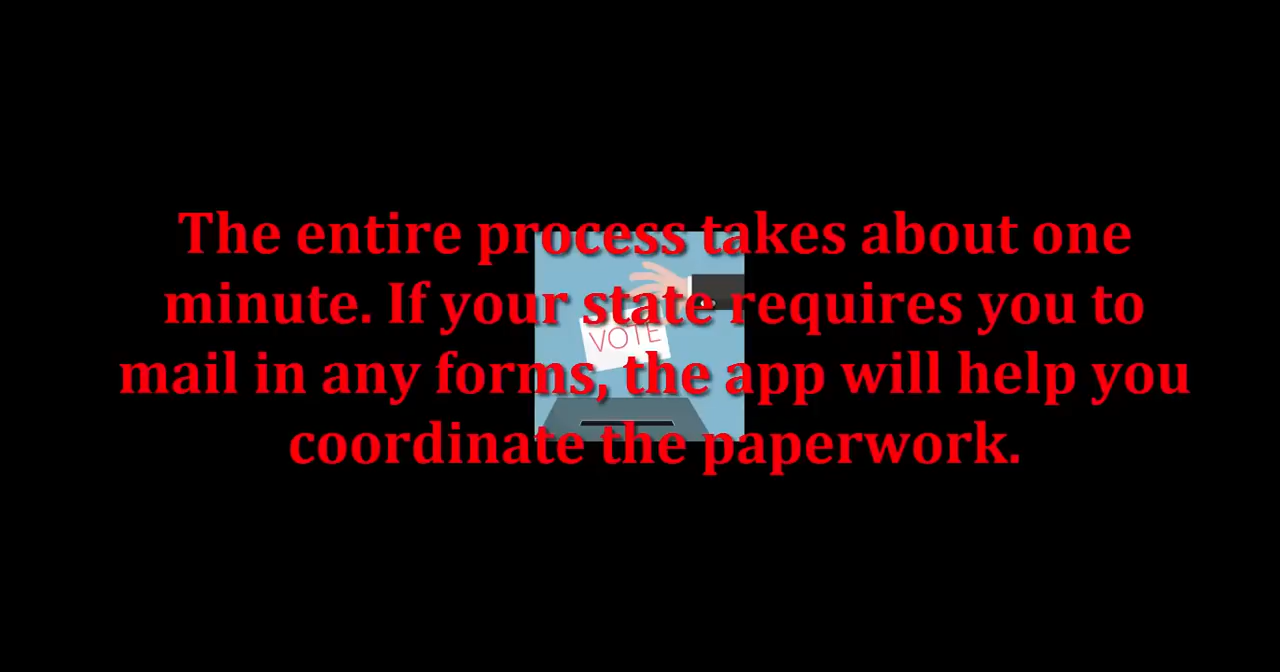 The entire process takes about one
minute. If your state requires you to
mail in any forms, the app will help you
coordinate the paperwork.
VOTE